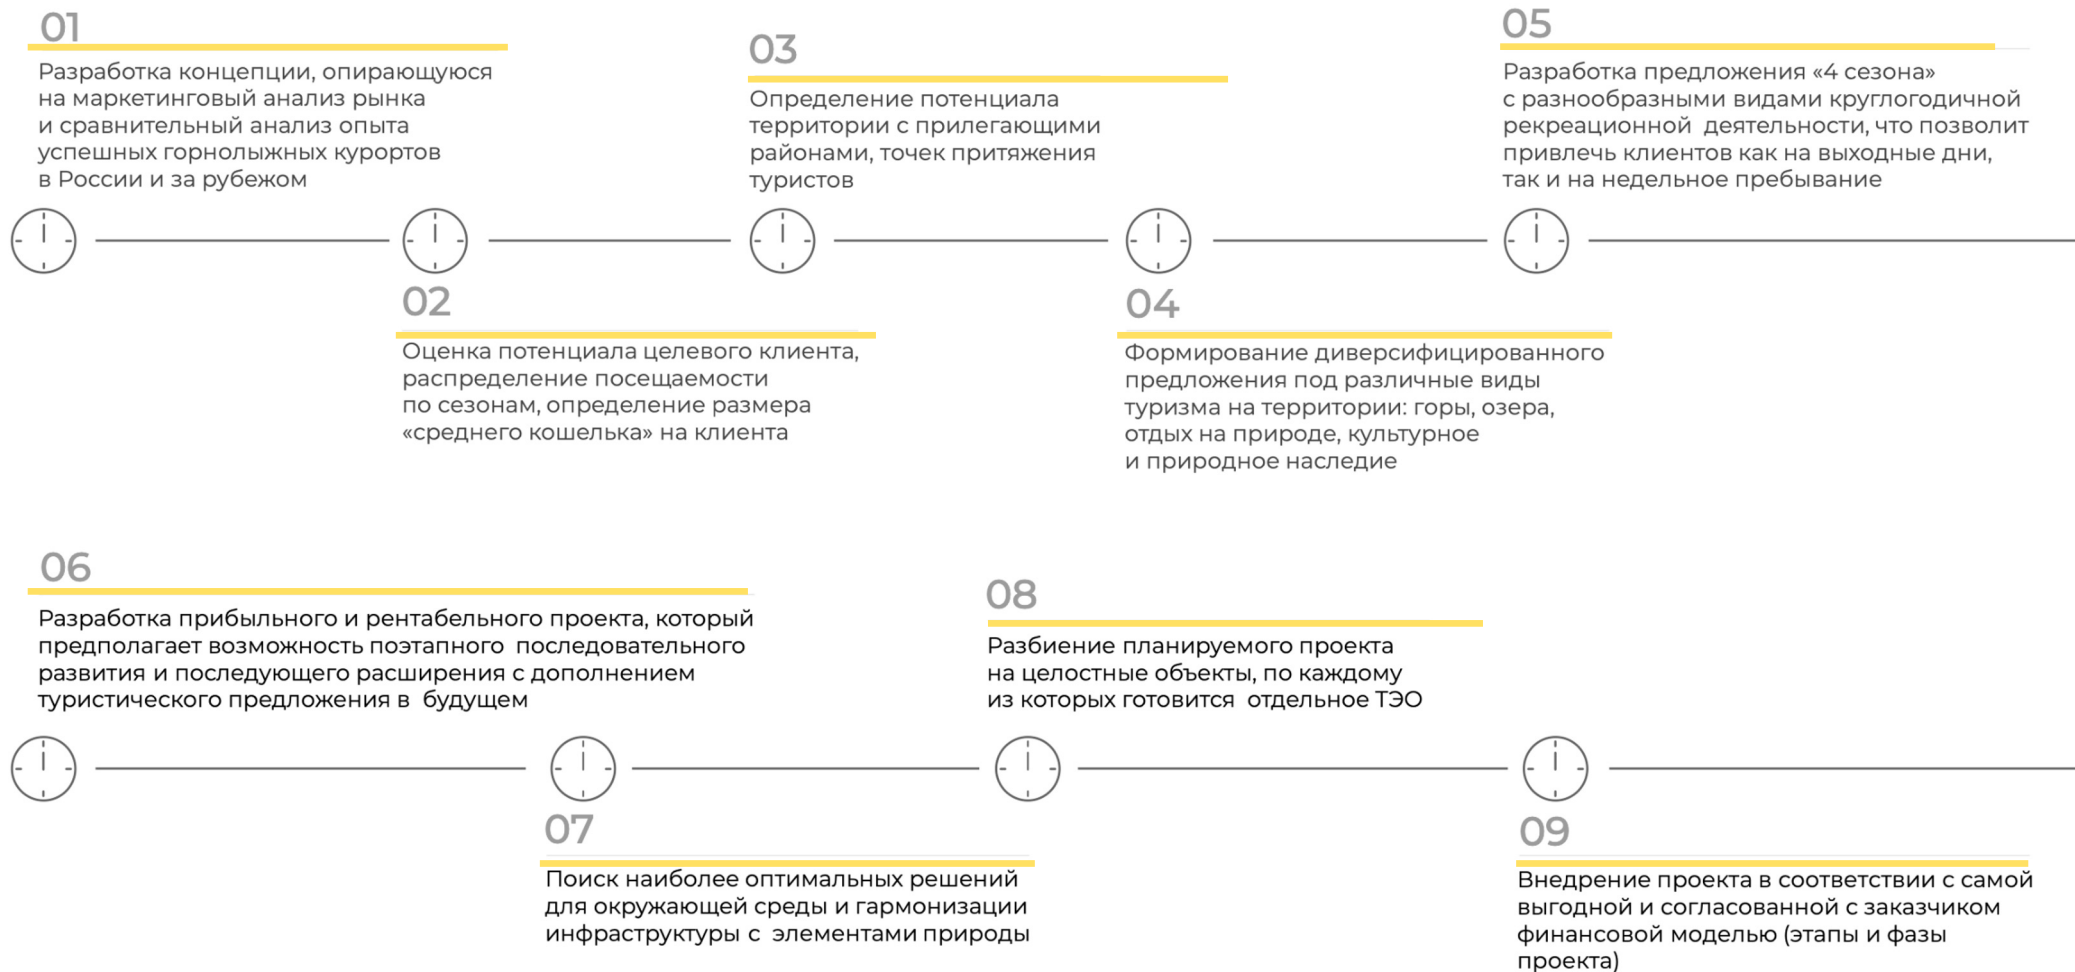 01
Разработка концепции, опирающуюся
на маркетинговый анализ рынка
и сравнительный анализ опыта
успешных горнолыжных курортов
в России и за рубежом
02
Оценка потенциала целевого клиента,
распределение посещаемости
по сезонам, определение размера
«среднего кошелька» на клиента
03
Определение потенциала
территории с прилегающими
районами, точек притяжения
туристов
04
Формирование диверсифицированного
предложения под различные виды
туризма на территории: горы, озера,
отдых на природе, культурное
и природное наследие
05
Разработка предложения «4 сезона»
с разнообразными видами круглогодичной
рекреационной деятельности, что позволит
привлечь клиентов как на выходные дни,
так и на недельное пребывание
06
Разработка прибыльного и рентабельного проекта, который
предполагает возможность поэтапного последовательного
развития и последующего расширения с дополнением
туристического предложения в будущем
07
Поиск наиболее оптимальных решений
для окружающей среды и гармонизации
инфраструктуры с элементами природы
08
Разбиение планируемого проекта
на целостные объекты, по каждому
из которых готовится отдельное ТЭО
09
Внедрение проекта в соответствии с самой
выгодной и согласованной с заказчиком
финансовой моделью (этапы и фазы
проекта)